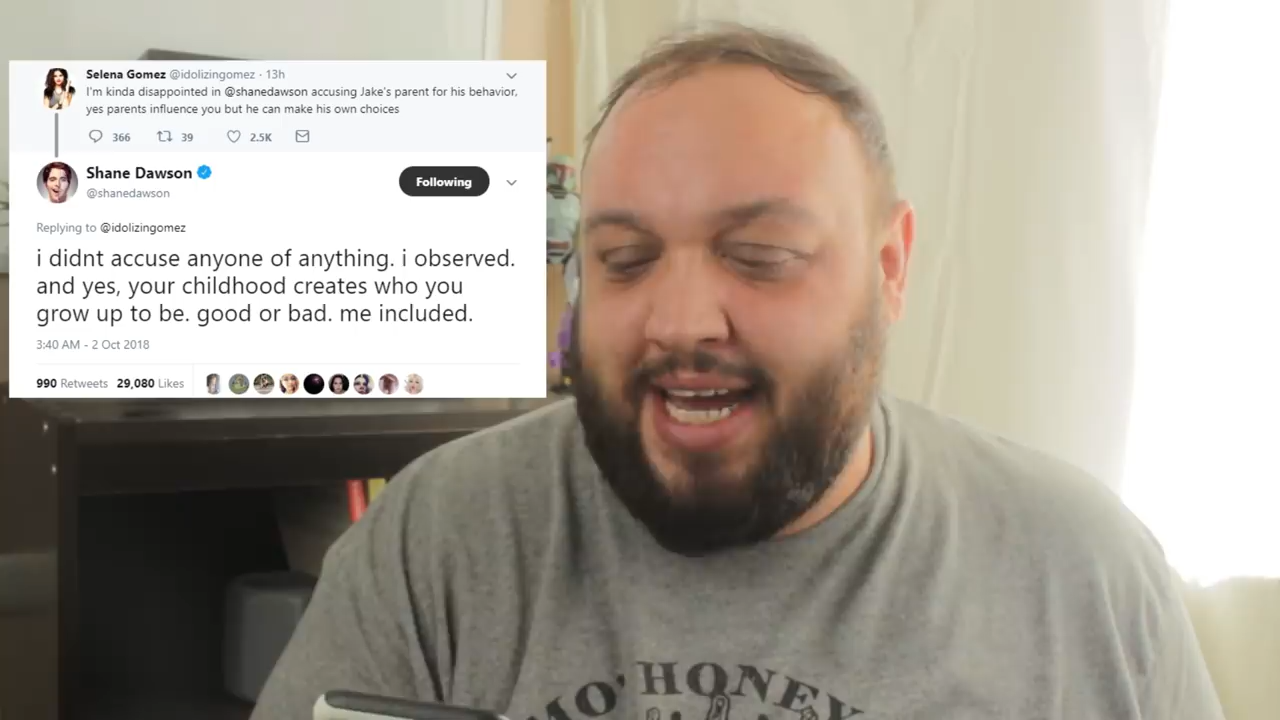 Selena Gomez @idolizingomez · 13h
I'm kinda disappointed in @shanedawson accusing Jake's parent for his behavior,
yes parents influence you but he can make his own choices
366 39 2.5K
Shane Dawson
@shanedawson
Following
Replying to @idolizingomez
i didnt accuse anyone of anything. i observed.
and yes, your childhood creates who you
grow up to be. good or bad. me included.
3:40 AM - 2 Oct 2018
990 Retweets 29,080 Likes
MO' HONEY